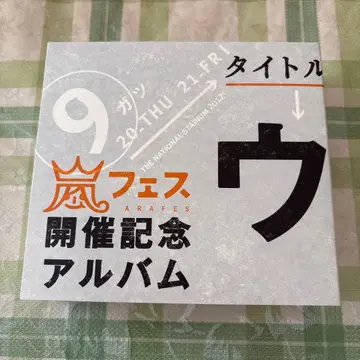 9ガツ
20-THU 21-FRI
THE NATIONAL STADIUM 2012
嵐フェス
ARAFES
開催記念
アルバム
タイトル
ウ